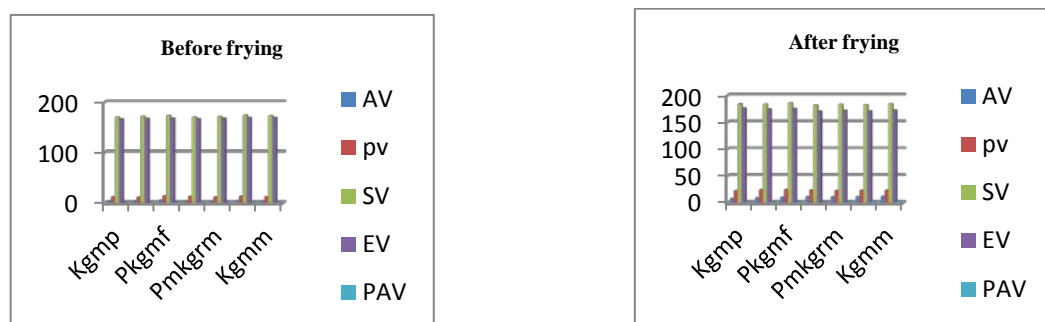 Before frying
200
100
0
Kgmp
Pkgmf
Pmkgrm
Kgmm
AV
pv
SV
EV
PAV
After frying
200
150
100
50
0
Kgmp
Pkgmf
Pmkgrm
Kgmm
AV
pv
SV
EV
PAV